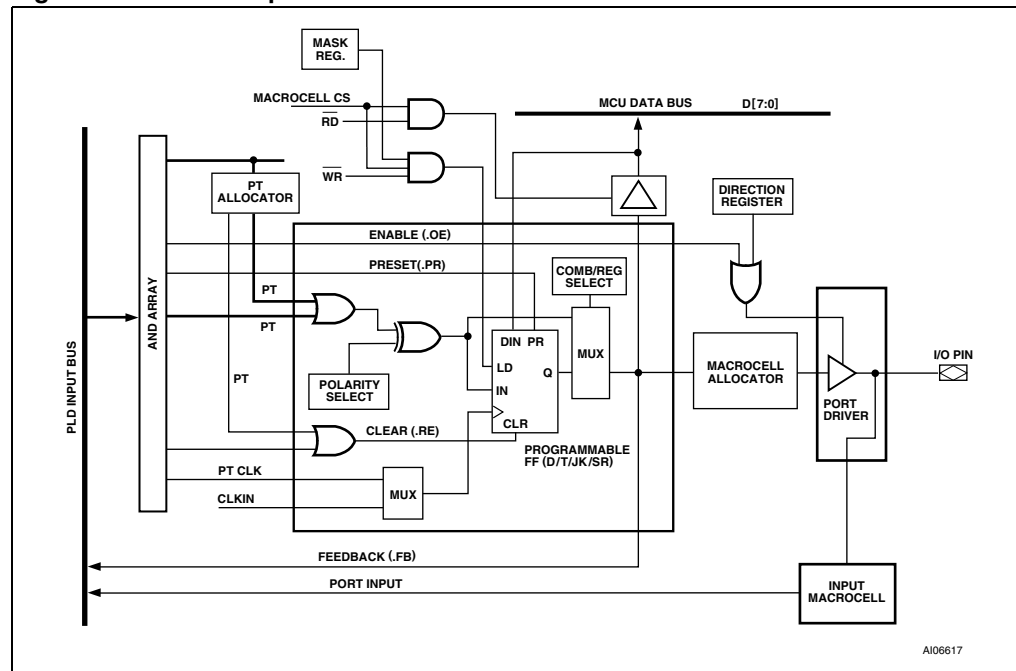 MASK
REG.
MACROCELL CS
RD
WR
MCU DATA BUS D[7:0]
PT
ALLOCATOR
DIRECTION
REGISTER
ENABLE (.OE)
PRESET(.PR)
COMB/REG
SELECT
PT
PT
PT
DIN PR
LD
IN
Q
CLR
MUX
POLARITY
SELECT
MACROCELL
ALLOCATOR
I/O PIN
PORT
DRIVER
AND ARRAY
PLD INPUT BUS
CLEAR (.RE)
PROGRAMMABLE
FF (D/T/JK/SR)
PT CLK
CLKIN
MUX
FEEDBACK (.FB)
PORT INPUT
INPUT
MACROCELL
AI06617